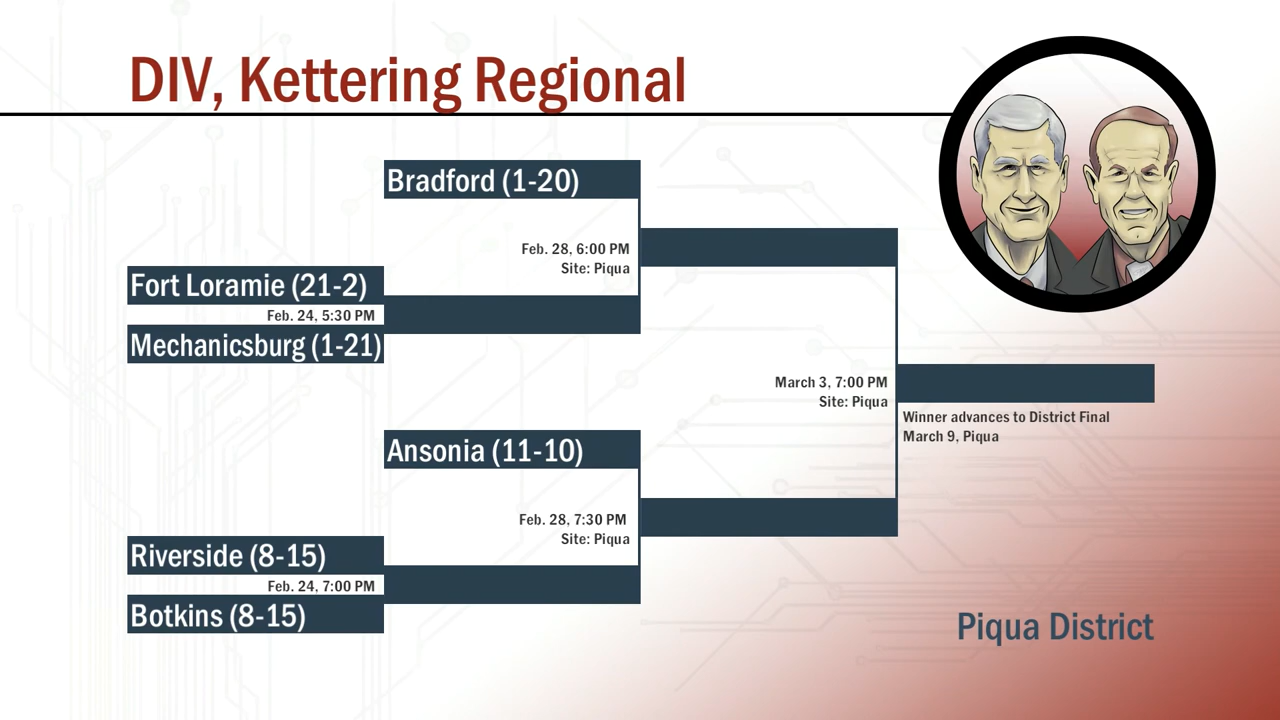 DIV, Kettering Regional
Bradford (1-20)
Feb. 28, 6:00 PM
Site: Piqua
Fort Loramie (21-2)
Feb. 24, 5:30 PM
Mechanicsburg (1-21)
March 3, 7:00 PM
Site: Piqua
Winner advances to District Final
March 9, Piqua
Ansonia (11-10)
Feb. 28, 7:30 PM
Site: Piqua
Riverside (8-15)
Feb. 24, 7:00 PM
Botkins (8-15)
Piqua District